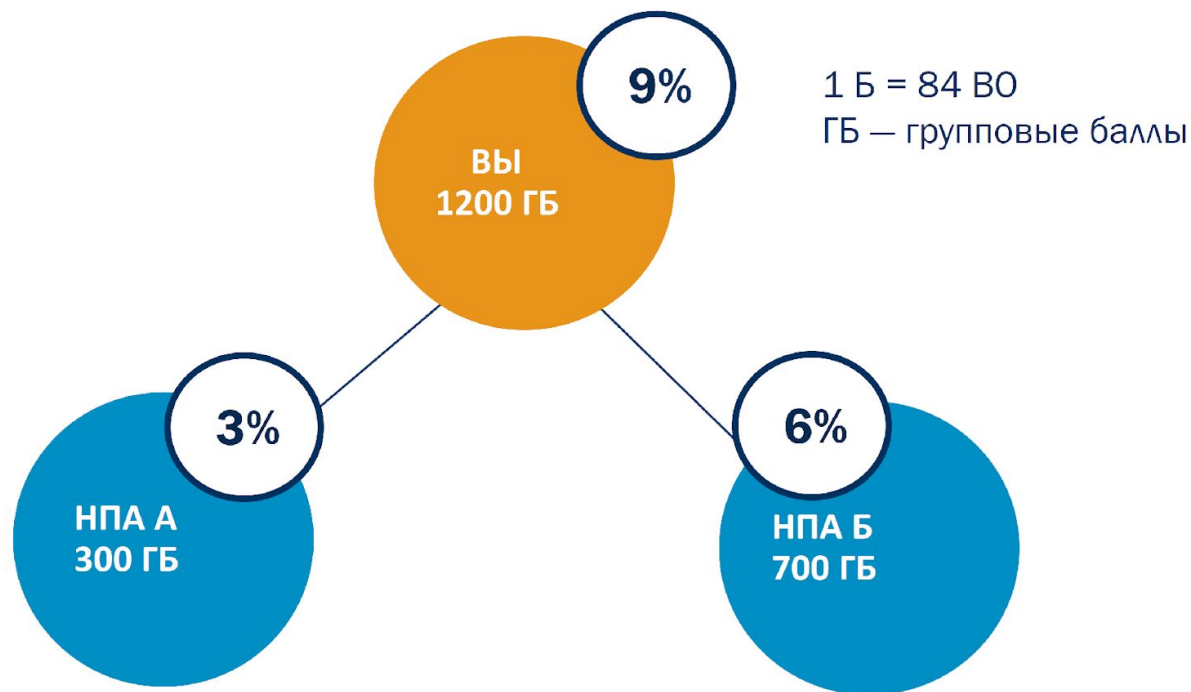 9%
1 Б = 84 ВО
ГБ — групповые баллы
ВЫ
1200 ГБ
3%
6%
НПА А
300 ГБ
НПА Б
700 ГБ